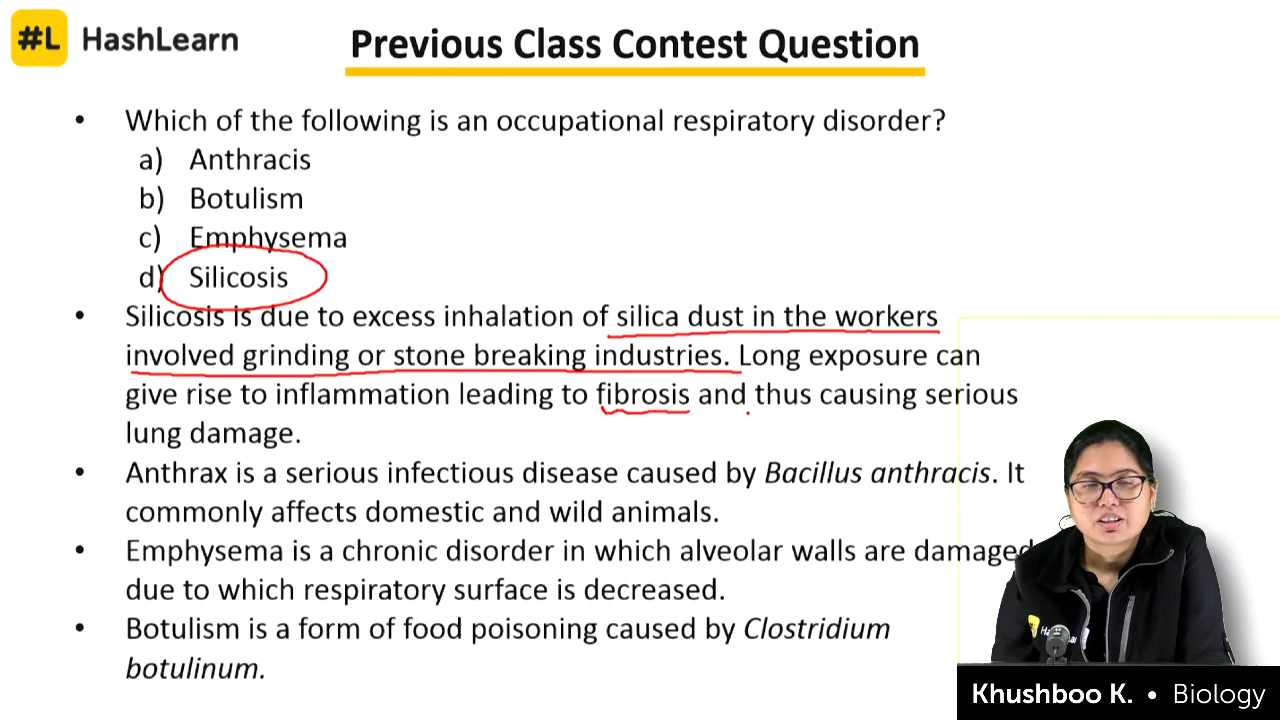 #L HashLearn
Previous Class Contest Question
• Which of the following is an occupational respiratory disorder?
a) Anthracis
b) Botulism
c) Emphysema
d) Silicosis
• Silicosis is due to excess inhalation of silica dust in the workers
involved grinding or stone breaking industries. Long exposure can
give rise to inflammation leading to fibrosis and thus causing serious
lung damage.
• Anthrax is a serious infectious disease caused by Bacillus anthracis. It
commonly affects domestic and wild animals.
• Emphysema is a chronic disorder in which alveolar walls are damaged
due to which respiratory surface is decreased.
• Botulism is a form of food poisoning caused by Clostridium
botulinum.
Khushboo K. • Biology